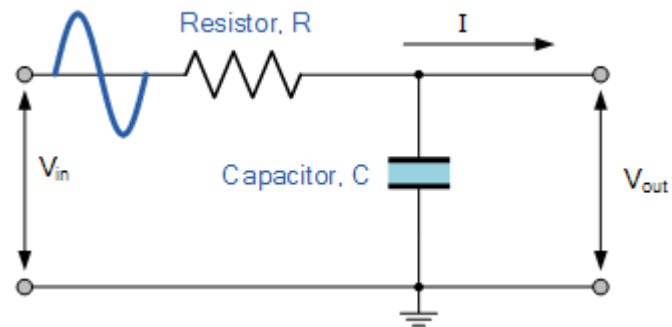 Resistor, R
I
Vin
Capacitor, C
Vout